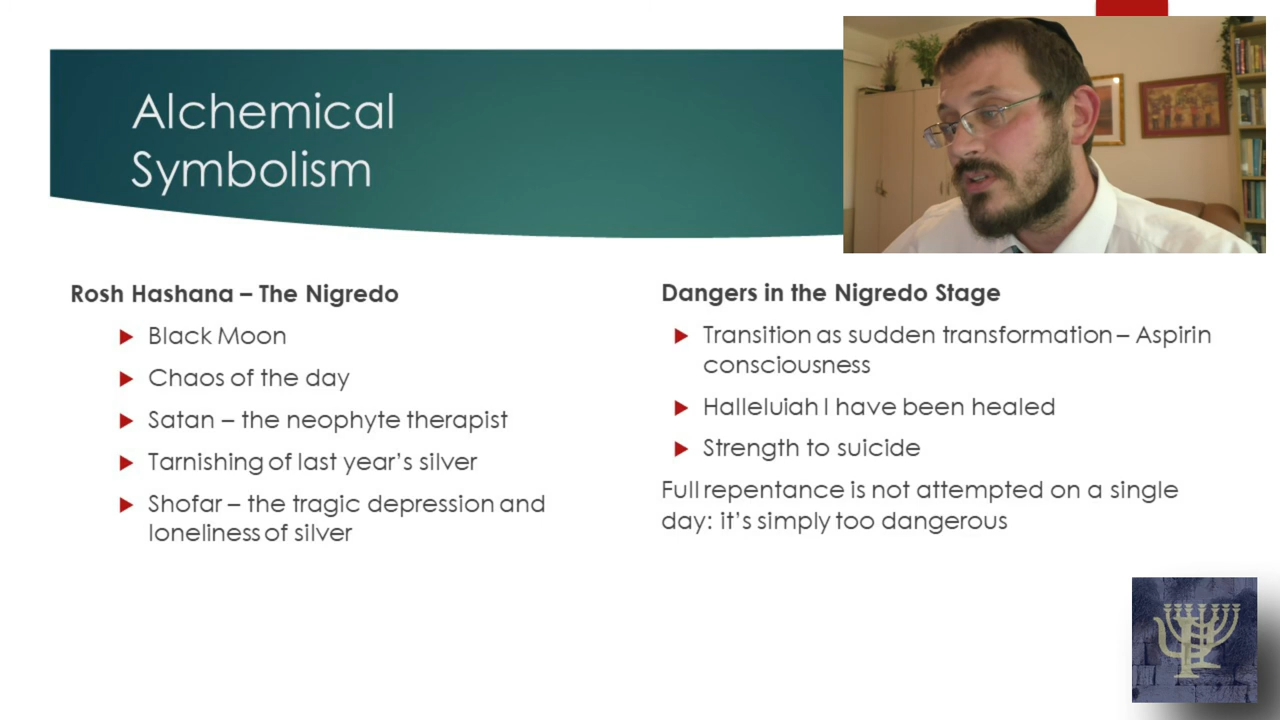 Alchemical
Symbolism
Rosh Hashana – The Nigredo
Black Moon
Chaos of the day
Satan – the neophyte therapist
Tarnishing of last year's silver
Shofar – the tragic depression and
loneliness of silver
Dangers in the Nigredo Stage
Transition as sudden transformation – Aspirin
consciousness
Halleluiah I have been healed
Strength to suicide
Full repentance is not attempted on a single
day: it's simply too dangerous